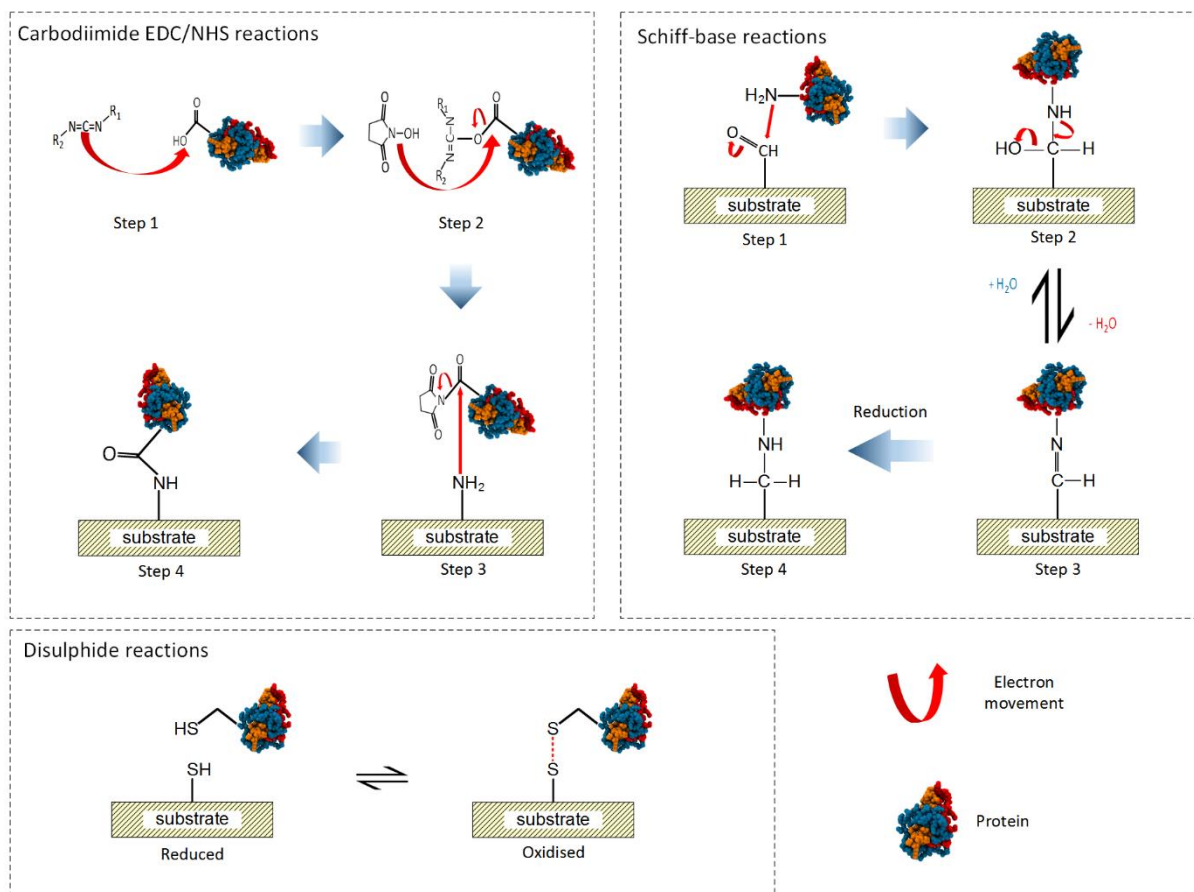 Carbodiimide EDC/NHS reactions
R₂ N=C=N R₁
O
HO
Step 1
O
N-OH
O
R₁
N
C
N
R₂
O
O
Step 2
O
N
O
O
NH₂
substrate
Step 3
O
NH
substrate
Step 4
Schiff-base reactions
H₂N
O
CH
substrate
Step 1
NH
HO C H
substrate
Step 2
+H₂O
- H₂O
N
C-H
substrate
Step 3
Reduction
NH
H-C-H
substrate
Step 4
Disulphide reactions
HS
SH
substrate
Reduced
S
S
substrate
Oxidised
Electron
movement
Protein